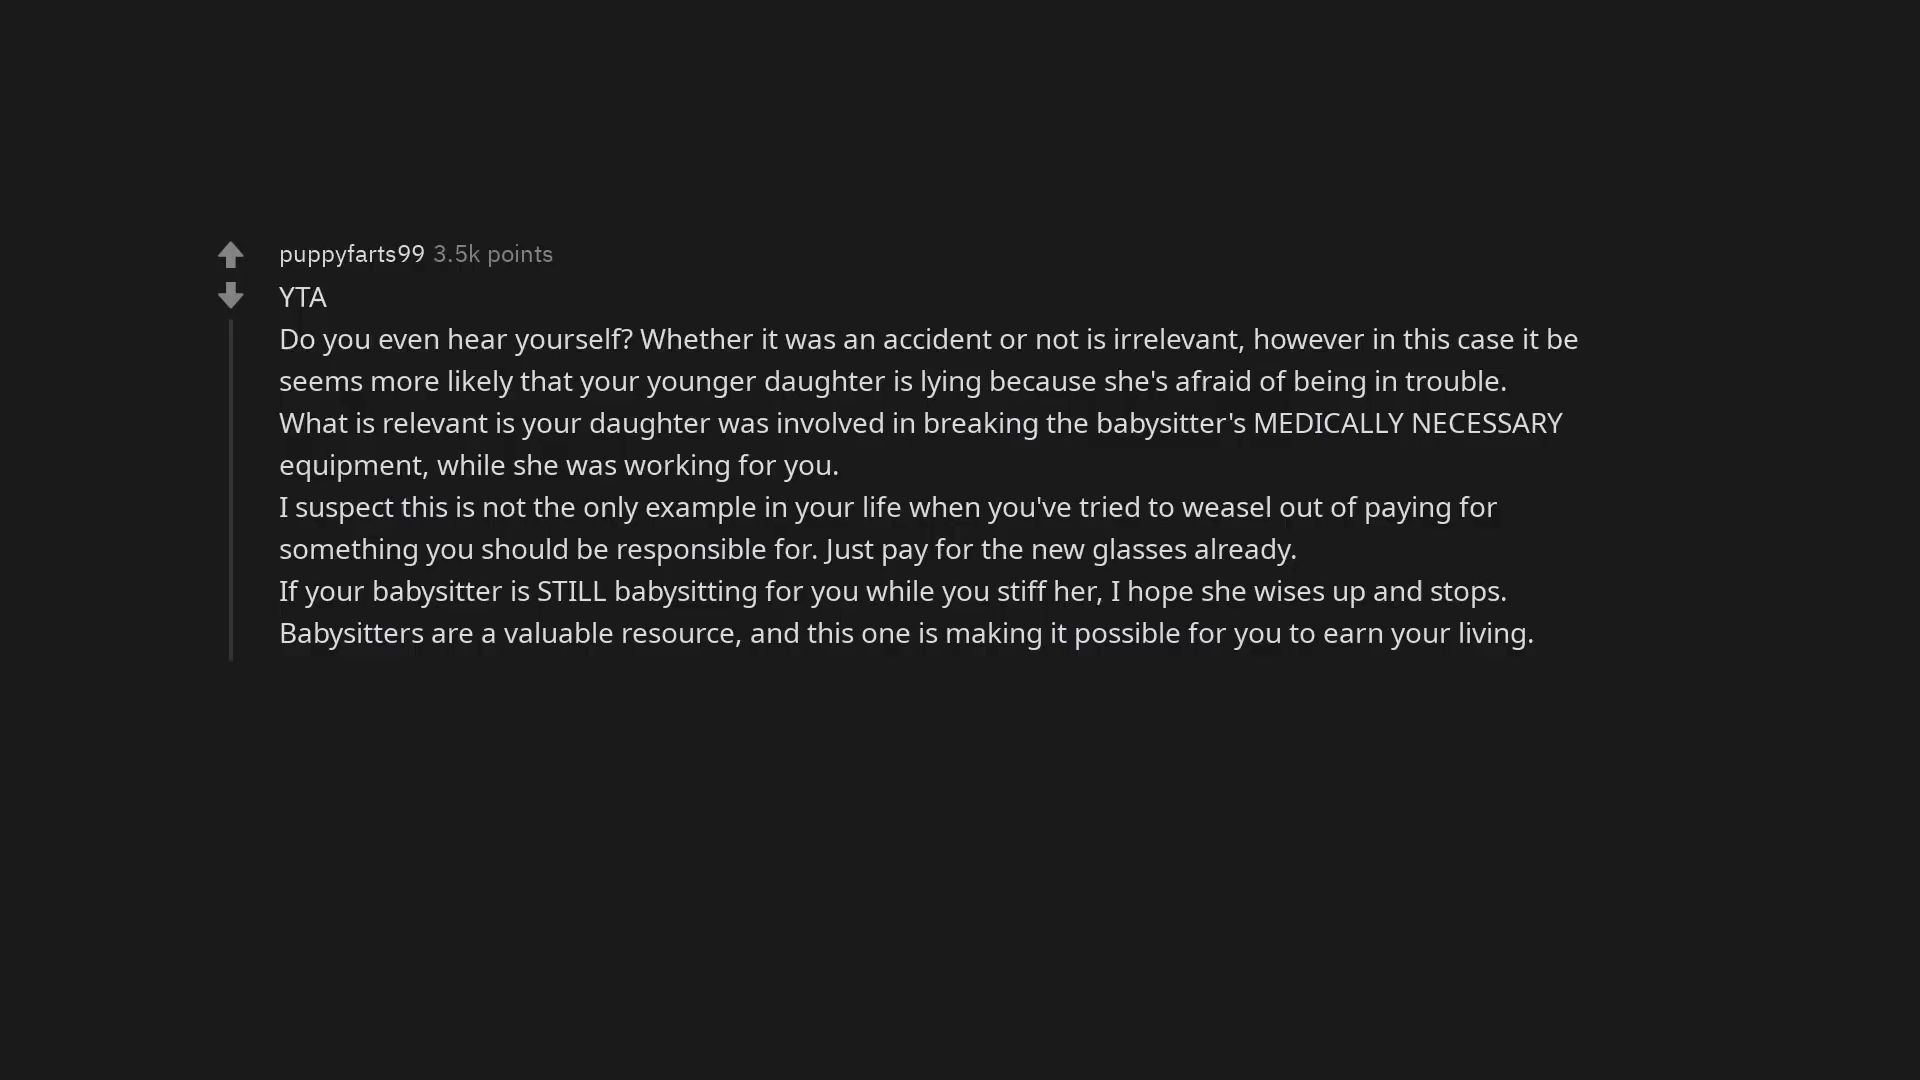 puppyfarts99 3.5k points
YTA
Do you even hear yourself? Whether it was an accident or not is irrelevant, however in this case it be
seems more likely that your younger daughter is lying because she's afraid of being in trouble.
What is relevant is your daughter was involved in breaking the babysitter's MEDICALLY NECESSARY
equipment, while she was working for you.
I suspect this is not the only example in your life when you've tried to weasel out of paying for
something you should be responsible for. Just pay for the new glasses already.
If your babysitter is STILL babysitting for you while you stiff her, I hope she wises up and stops.
Babysitters are a valuable resource, and this one is making it possible for you to earn your living.